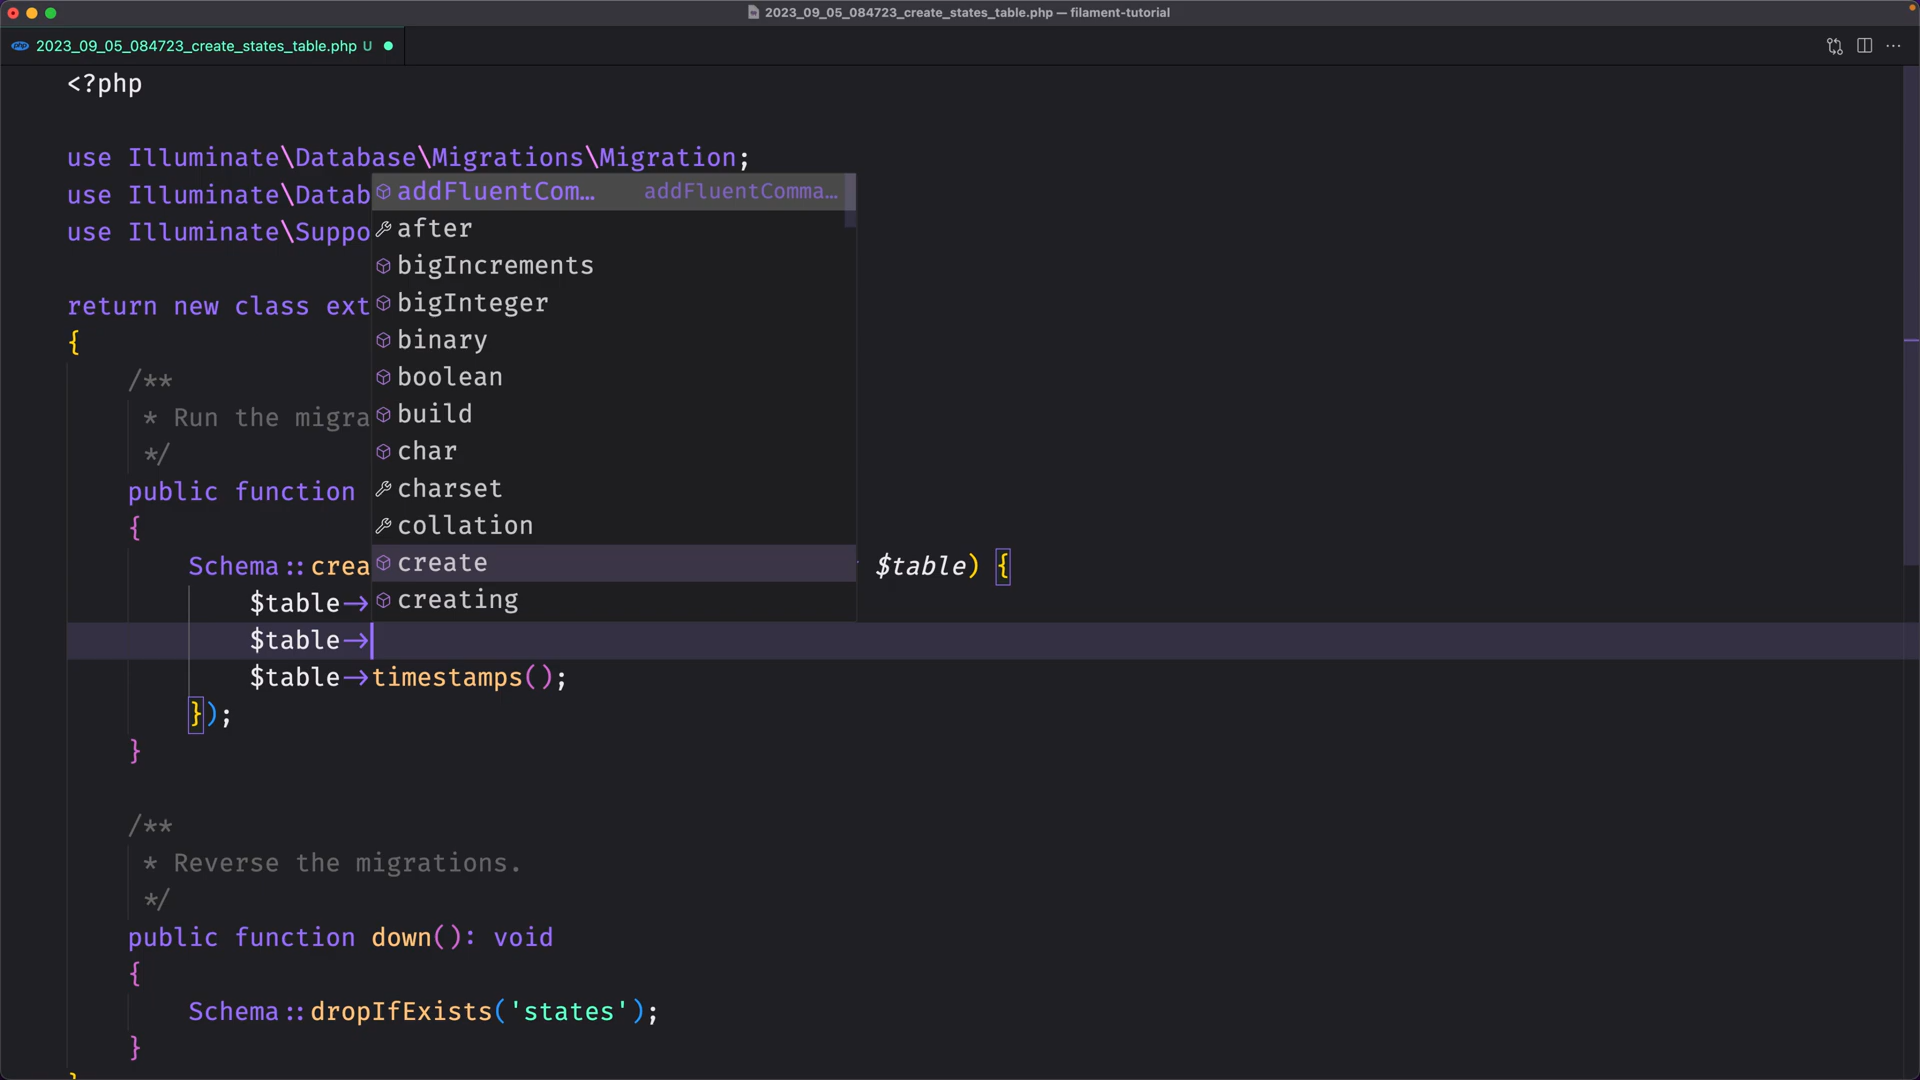 2023_09_05_084723_create_states_table.php — filament-tutorial
php 2023_09_05_084723_create_states_table.php U
<?php
use Illuminate\Database\Migrations\Migration;
use Illuminate\Datab
use Illuminate\Suppo
return new class ext
{
/**
* Run the migra
*/
public function
{
Schema::crea $table) {
$table->
$table->
$table->timestamps();
});
}
/**
* Reverse the migrations.
*/
public function down(): void
{
Schema::dropIfExists('states');
}
addFluentCom… addFluentComma…
after
bigIncrements
bigInteger
binary
boolean
build
char
charset
collation
create
creating